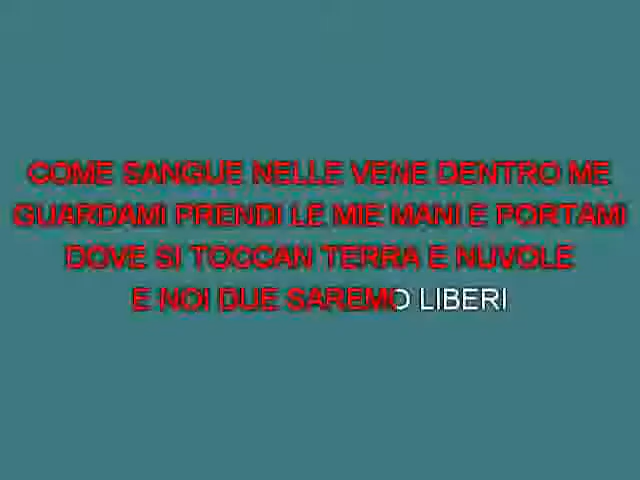 COME SANGUE NELLE VENE DENTRO ME
GUARDAMI PRENDI LE MIE MANI E PORTAMI
DOVE SI TOCCAN TERRA E NUVOLE
E NOI DUE SAREMO LIBERI